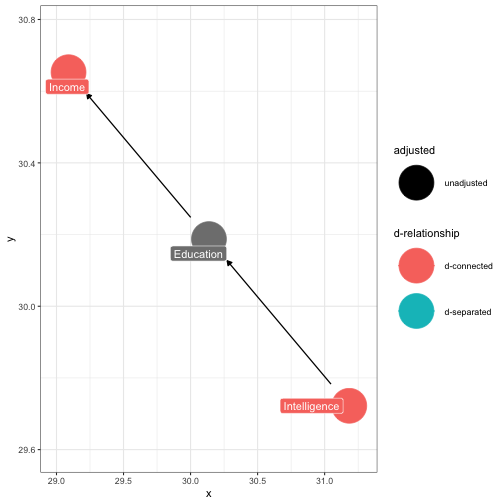 30.8
30.4
30.0
29.6
y
Income
Education
Intelligence
29.0 29.5 30.0 30.5 31.0
x
adjusted
unadjusted
d-relationship
d-connected
d-separated